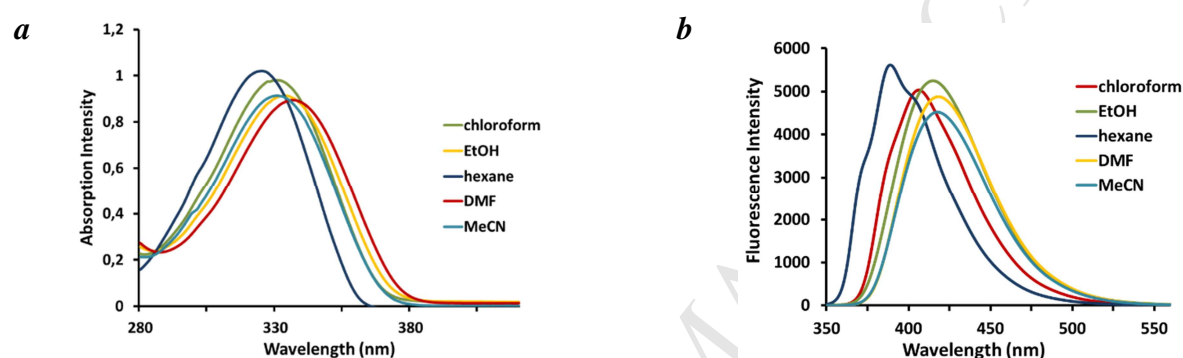 a
1,2
1
0,8
0,6
0,4
0,2
0
280
330
380
Absorption Intensity
Wavelength (nm)
chloroform
EtOH
hexane
DMF
MeCN
b
6000
5000
4000
3000
2000
1000
0
350
400
450
500
550
Fluorescence Intensity
Wavelength (nm)
chloroform
EtOH
hexane
DMF
MeCN